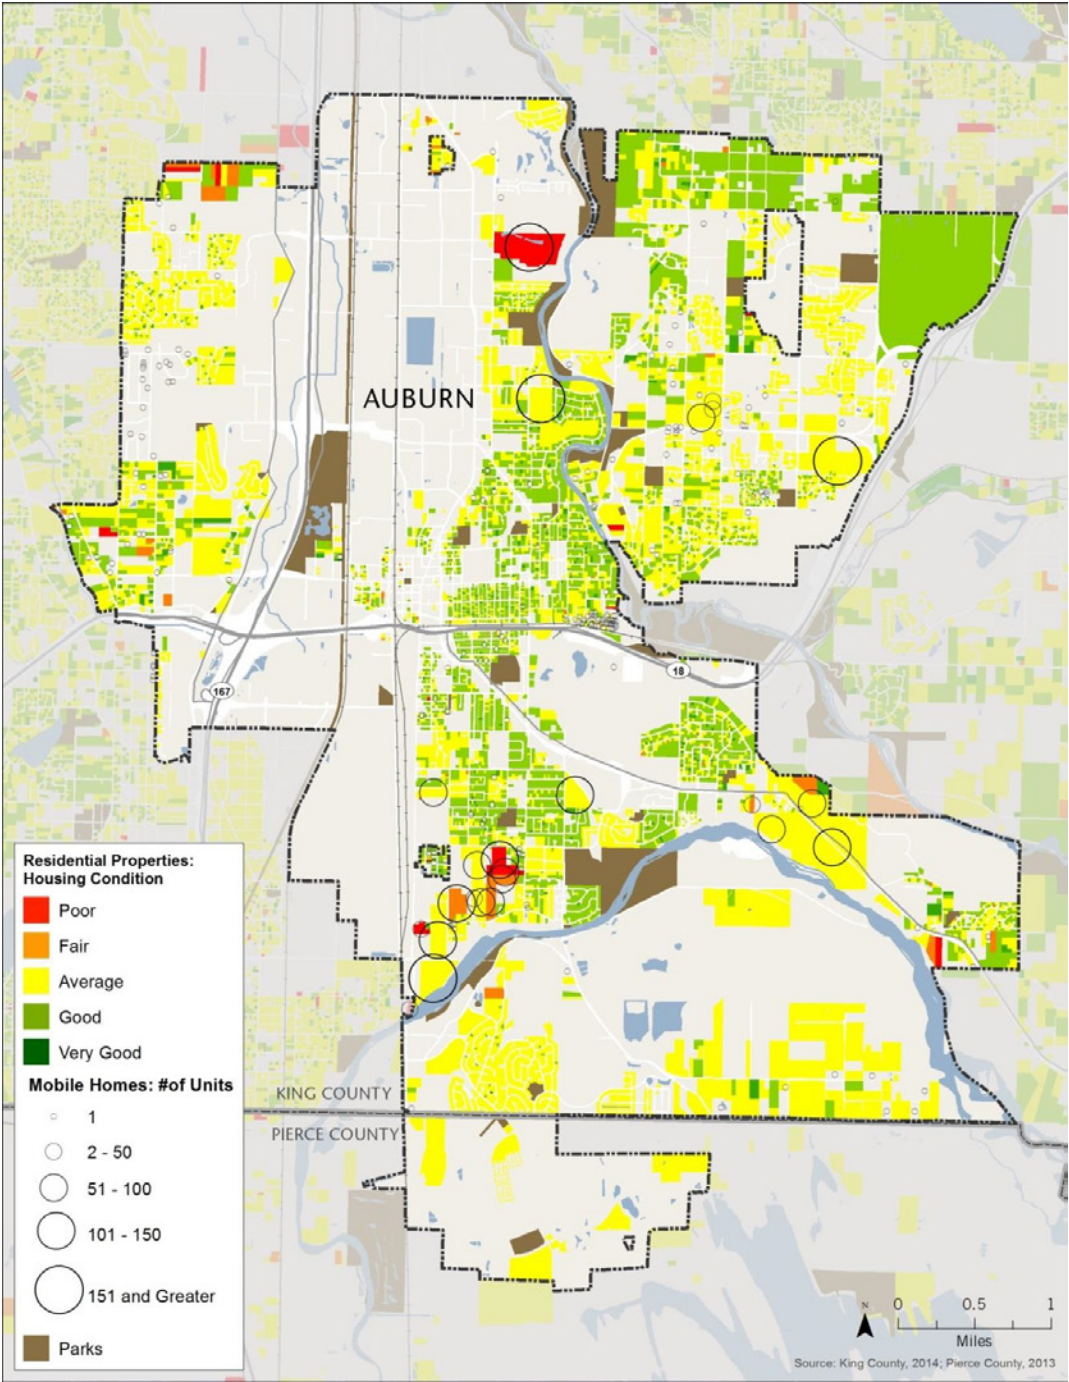 AUBURN
18
167
Residential Properties:
Housing Condition
Poor
Fair
Average
Good
Very Good
Mobile Homes: #of Units
1
2 - 50
51 - 100
101 - 150
151 and Greater
Parks
KING COUNTY
PIERCE COUNTY
N
0 0.5 1
Miles
Source: King County, 2014; Pierce County, 2013